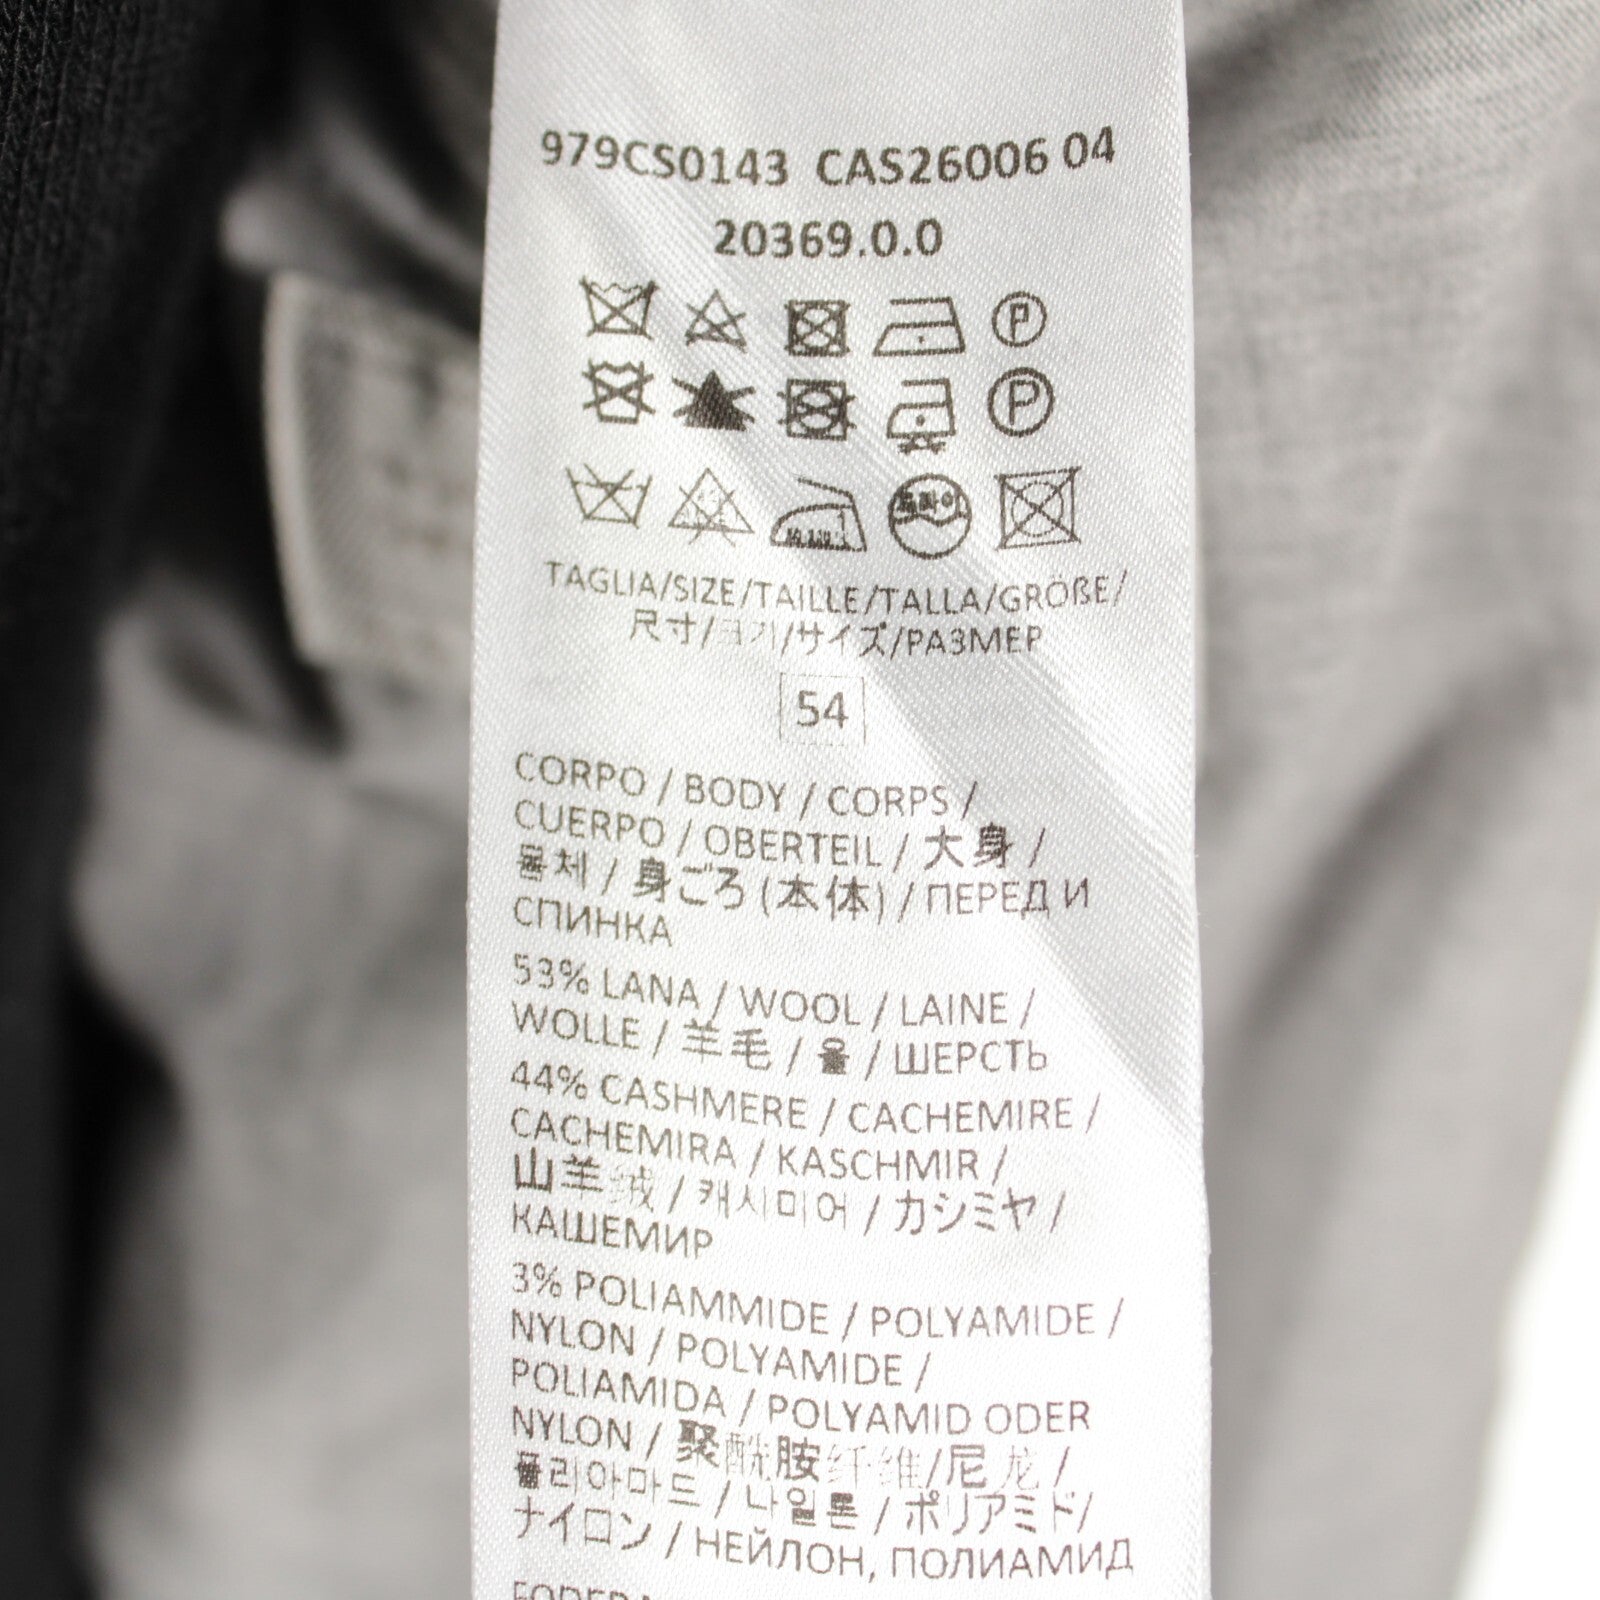 979CS0143 CAS26006 04
20369.0.0
P
P
드라이
TAGLIA/SIZE/TAILLE/TALLA/GRÖßE/
尺寸/크기/サイズ/РАЗМЕР
54
CORPO / BODY / CORPS /
CUERPO / OBERTEIL / 大身 /
몸체 / 身ごろ (本体) / ПЕРЕД И
СПИНКА
53% LANA / WOOL / LAINE /
WOLLE / 羊毛 / 울 / ШЕРСТЬ
44% CASHMERE / CACHEMIRE /
CACHEMIRA / KASCHMIR /
山羊绒 / 캐시미어 / カシミヤ /
КАШЕМИР
3% POLIAMMIDE / POLYAMIDE /
NYLON / POLYAMIDE /
POLIAMIDA / POLYAMID ODER
NYLON / 聚酰胺纤维/尼龙 /
폴리아마드 / 나일론 / ポリアミド/
ナイロン / НЕЙЛОН, ПОЛИАМИД